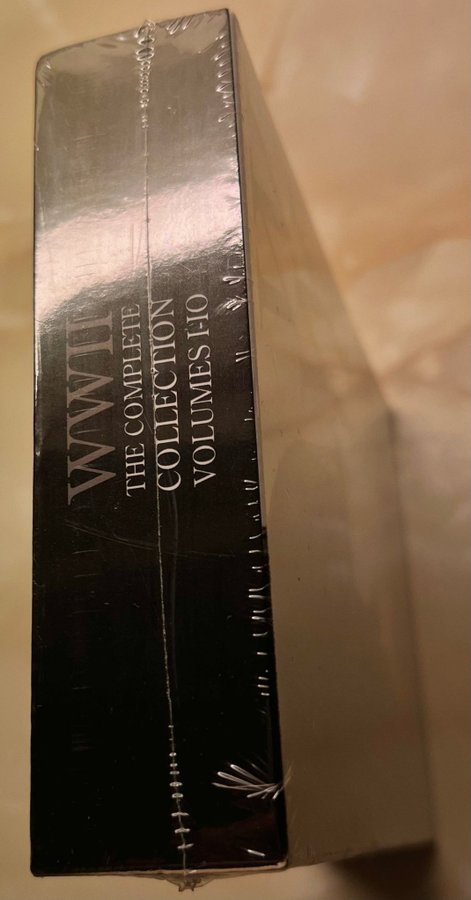 WWII
THE COMPLETE
COLLECTION
VOLUMES 1-10